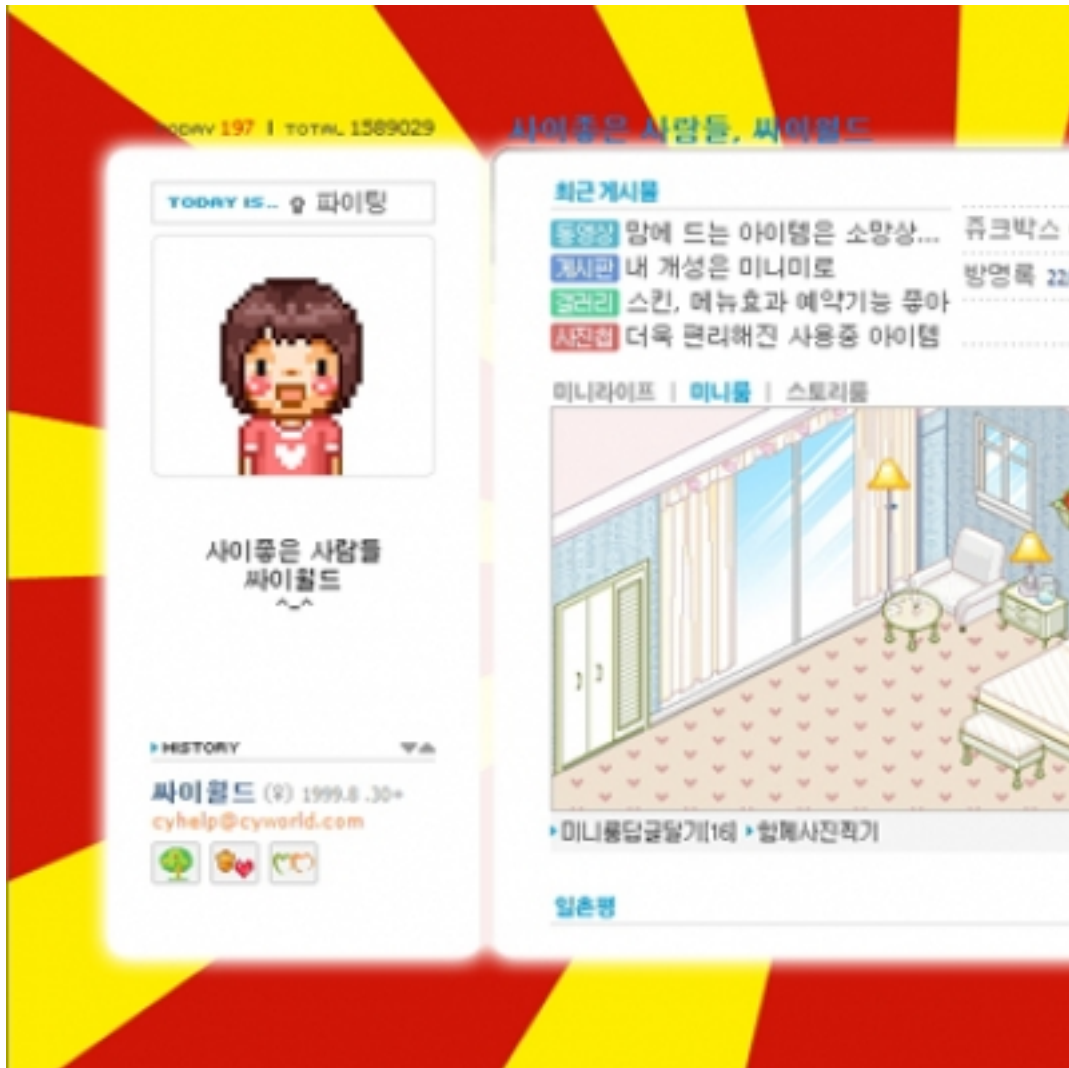 TODAY 197 | TOTAL 1589029
사이좋은 사람들, 싸이월드
TODAY IS.. 파이팅
사이좋은 사람들
싸이월드
^_^
HISTORY
싸이월드 (우) 1999.8 .30+
cyhelp@cyworld.com
최근 게시물
동영상 맘에 드는 아이템은 소망상...
게시판 내 개성은 미니미로
갤러리 스킨, 메뉴효과 예약기능 좋아
사진첩 더욱 편리해진 사용중 아이템
쥬크박스
방명록 22
미니라이프 | 미니룸 | 스토리룸
미니룸답글달기[16] 함께사진찍기
일촌평